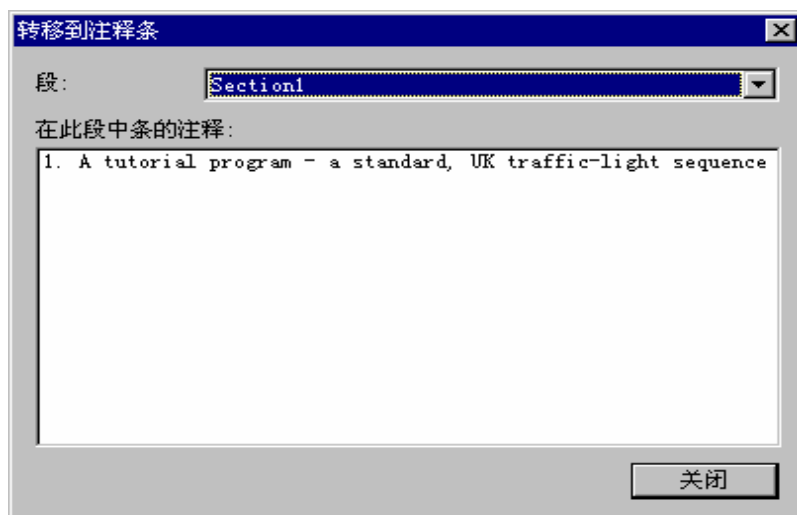 转移到注释条
段: Section1
在此段中条的注释:
1. A tutorial program - a standard, UK traffic-light sequence
关闭